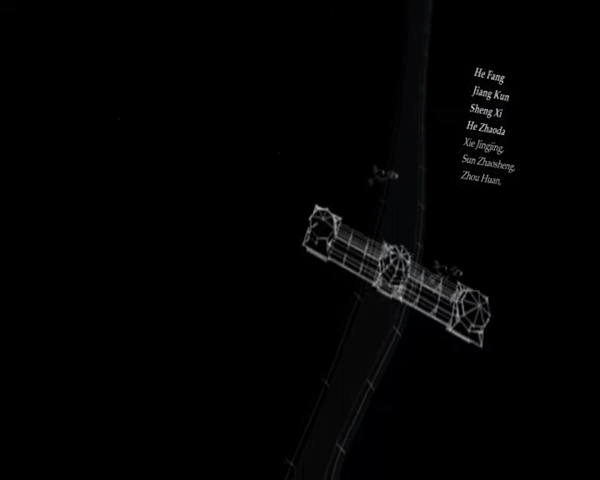 He Fang
Jiang Kun
Sheng Xi
He Zhaoda
Xie Jingjing,
Sun Zhaosheng,
Zhou Huan,